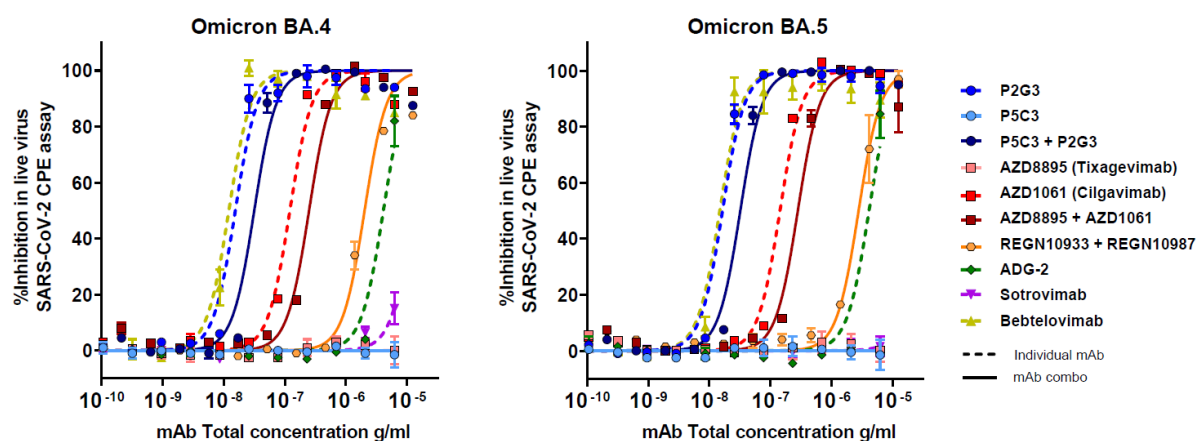 Omicron BA.4
%Inhibition in live virus
SARS-CoV-2 CPE assay
100
80
60
40
20
0
10-10
10-9
10-8
10-7
10-6
10-5
mAb Total concentration g/ml
Omicron BA.5
%Inhibition in live virus
SARS-CoV-2 CPE assay
100
80
60
40
20
0
10-10
10-9
10-8
10-7
10-6
10-5
mAb Total concentration g/ml
P2G3
P5C3
P5C3 + P2G3
AZD8895 (Tixagevimab)
AZD1061 (Cilgavimab)
AZD8895 + AZD1061
REGN10933 + REGN10987
ADG-2
Sotrovimab
Bebtelovimab
Individual mAb
mAb combo